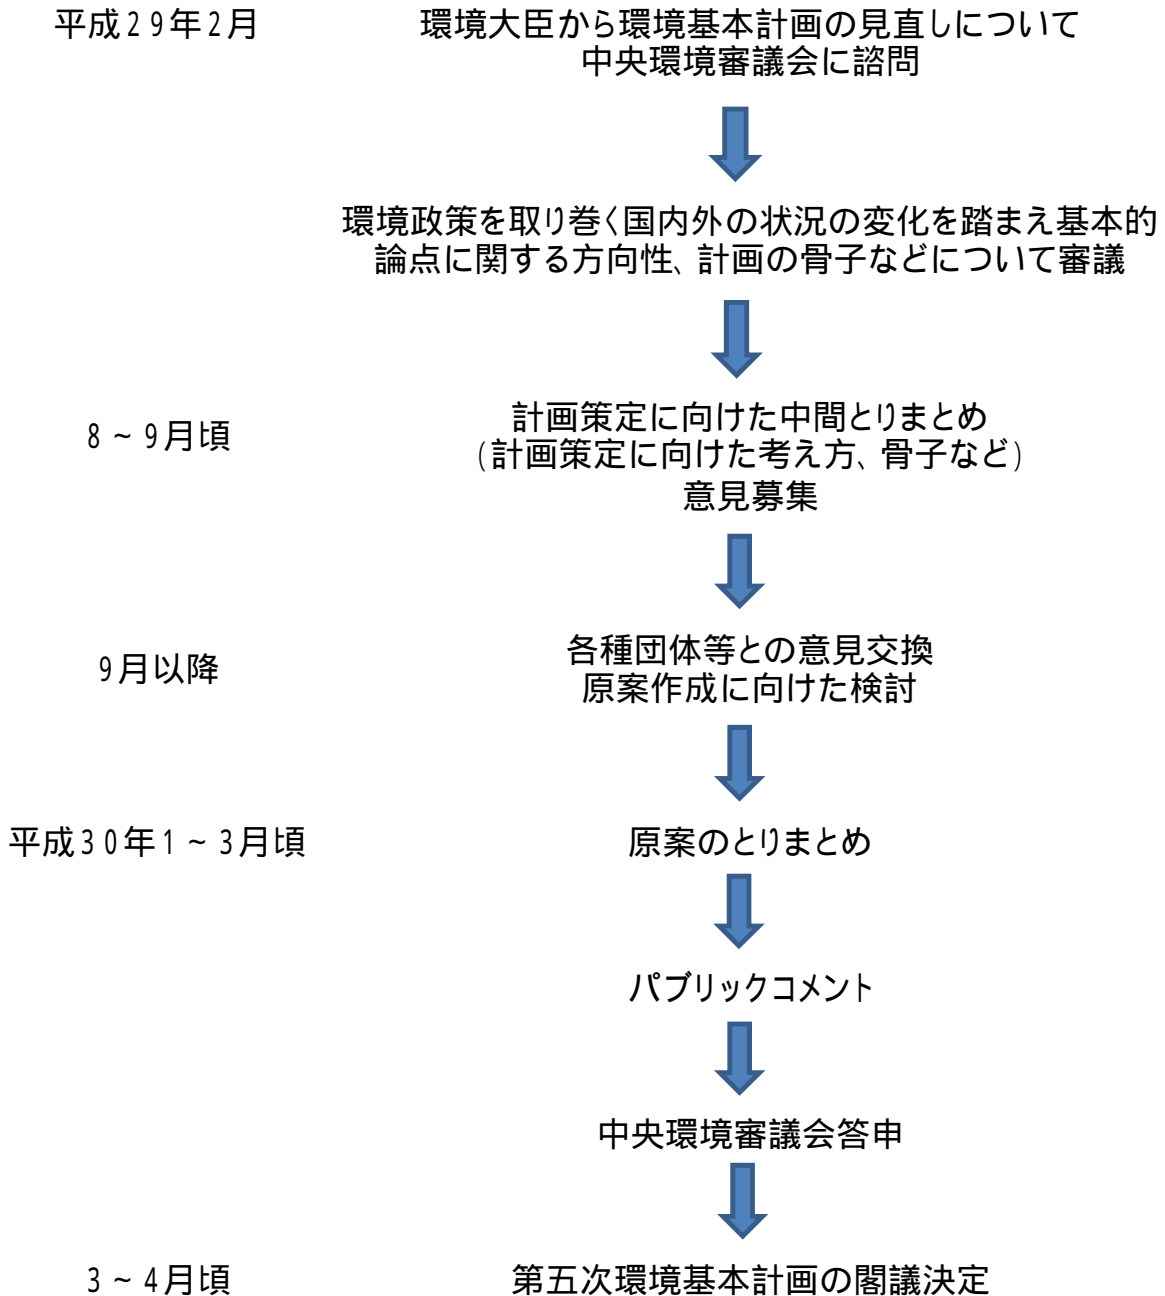 平成29年2月
環境大臣から環境基本計画の見直しについて
中央環境審議会に諮問
環境政策を取り巻く国内外の状況の変化を踏まえ基本的
論点に関する方向性、計画の骨子などについて審議
8~9月頃
計画策定に向けた中間とりまとめ
(計画策定に向けた考え方、骨子など)
意見募集
9月以降
各種団体等との意見交換
原案作成に向けた検討
平成30年1~3月頃
原案のとりまとめ
パブリックコメント
中央環境審議会答申
3~4月頃
第五次環境基本計画の閣議決定